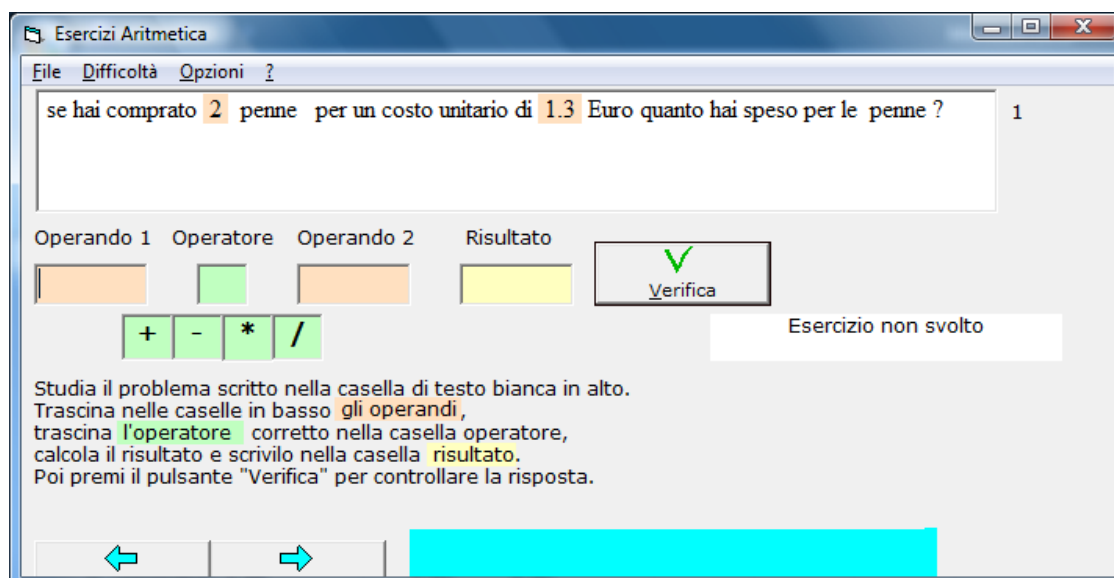 Esercizi Aritmetica
File Difficoltà Opzioni ?
se hai comprato 2 penne per un costo unitario di 1.3 Euro quanto hai speso per le penne ?
1
Operando 1 Operatore Operando 2 Risultato
Verifica
+ - * /
Esercizio non svolto
Studia il problema scritto nella casella di testo bianca in alto.
Trascina nelle caselle in basso gli operandi,
trascina l'operatore corretto nella casella operatore,
calcola il risultato e scrivilo nella casella risultato.
Poi premi il pulsante "Verifica" per controllare la risposta.